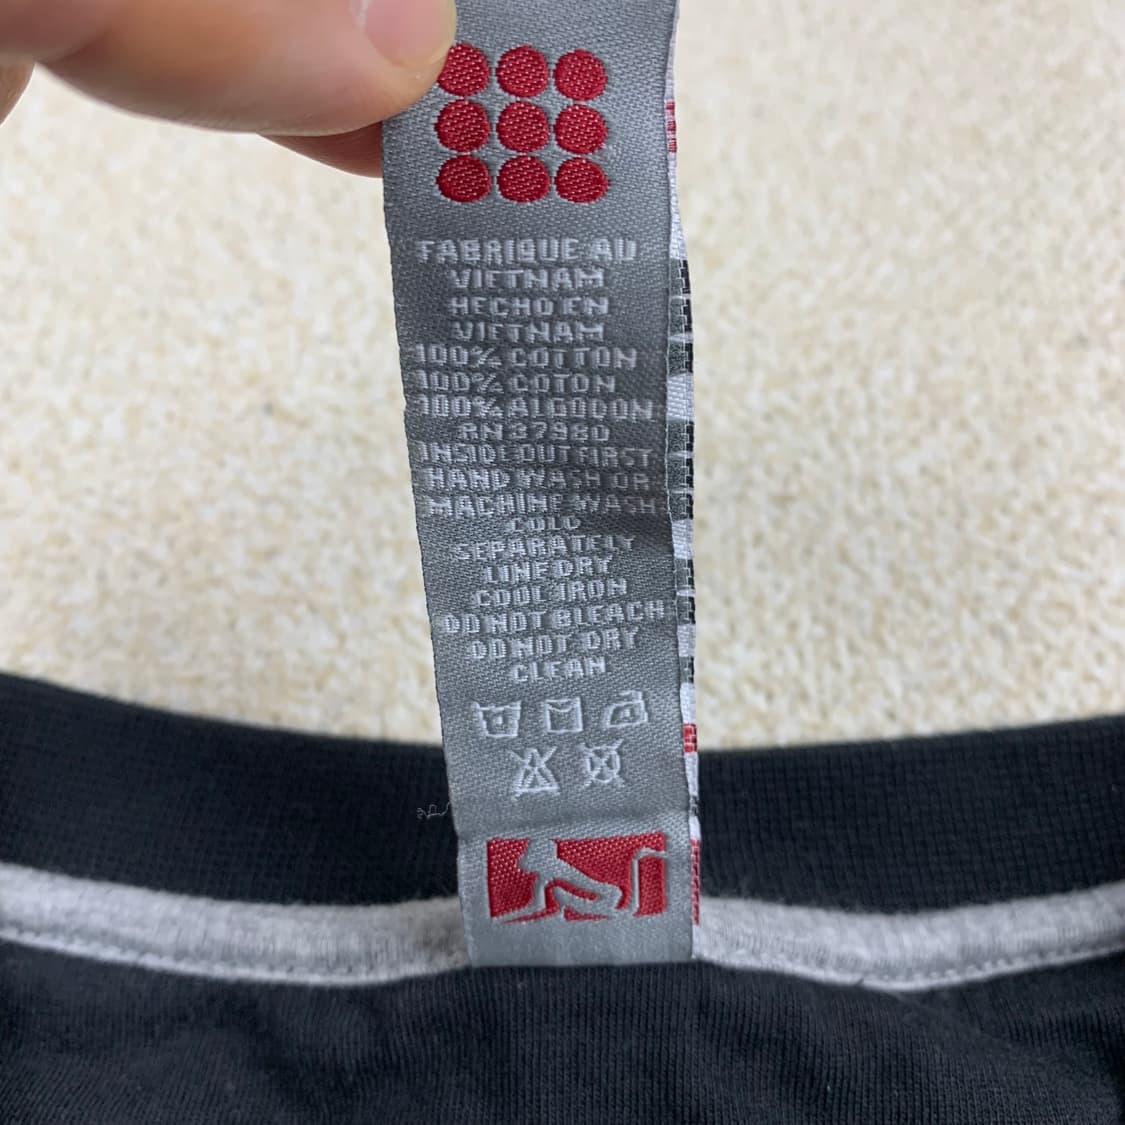 FABRIQUE AU
VIETNAM
HECHO EN
VIETNAM
100% COTTON
100% COTON
100% ALGODON
RN 37980
INSIDE OUT FIRST
HAND WASH OR
MACHINE WASH
COLD
SEPARATELY
LINE DRY
COOL IRON
DO NOT BLEACH
DO NOT DRY
CLEAN